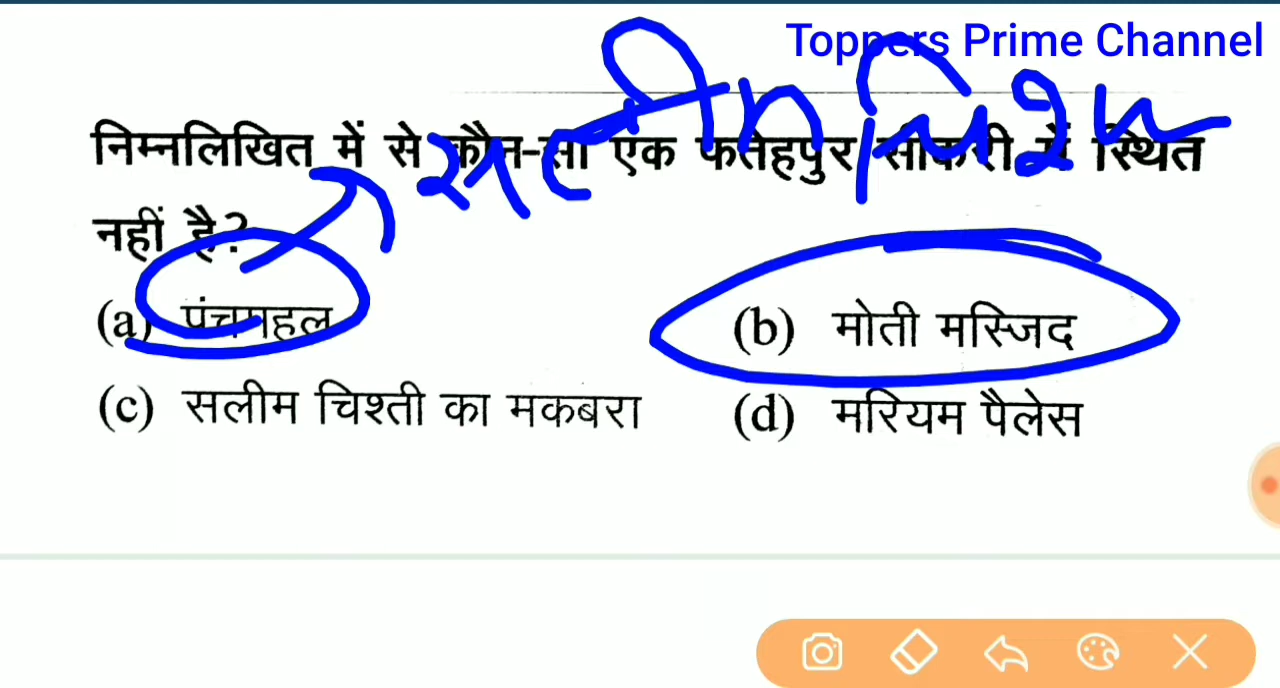 Toppers Prime Channel
निम्नलिखित में से कौन-सा एक फतेहपुर सीकरी में स्थित
नहीं है?
(a) पंचमहल
(b) मोती मस्जिद
(c) सलीम चिश्ती का मकबरा
(d) मरियम पैलेस